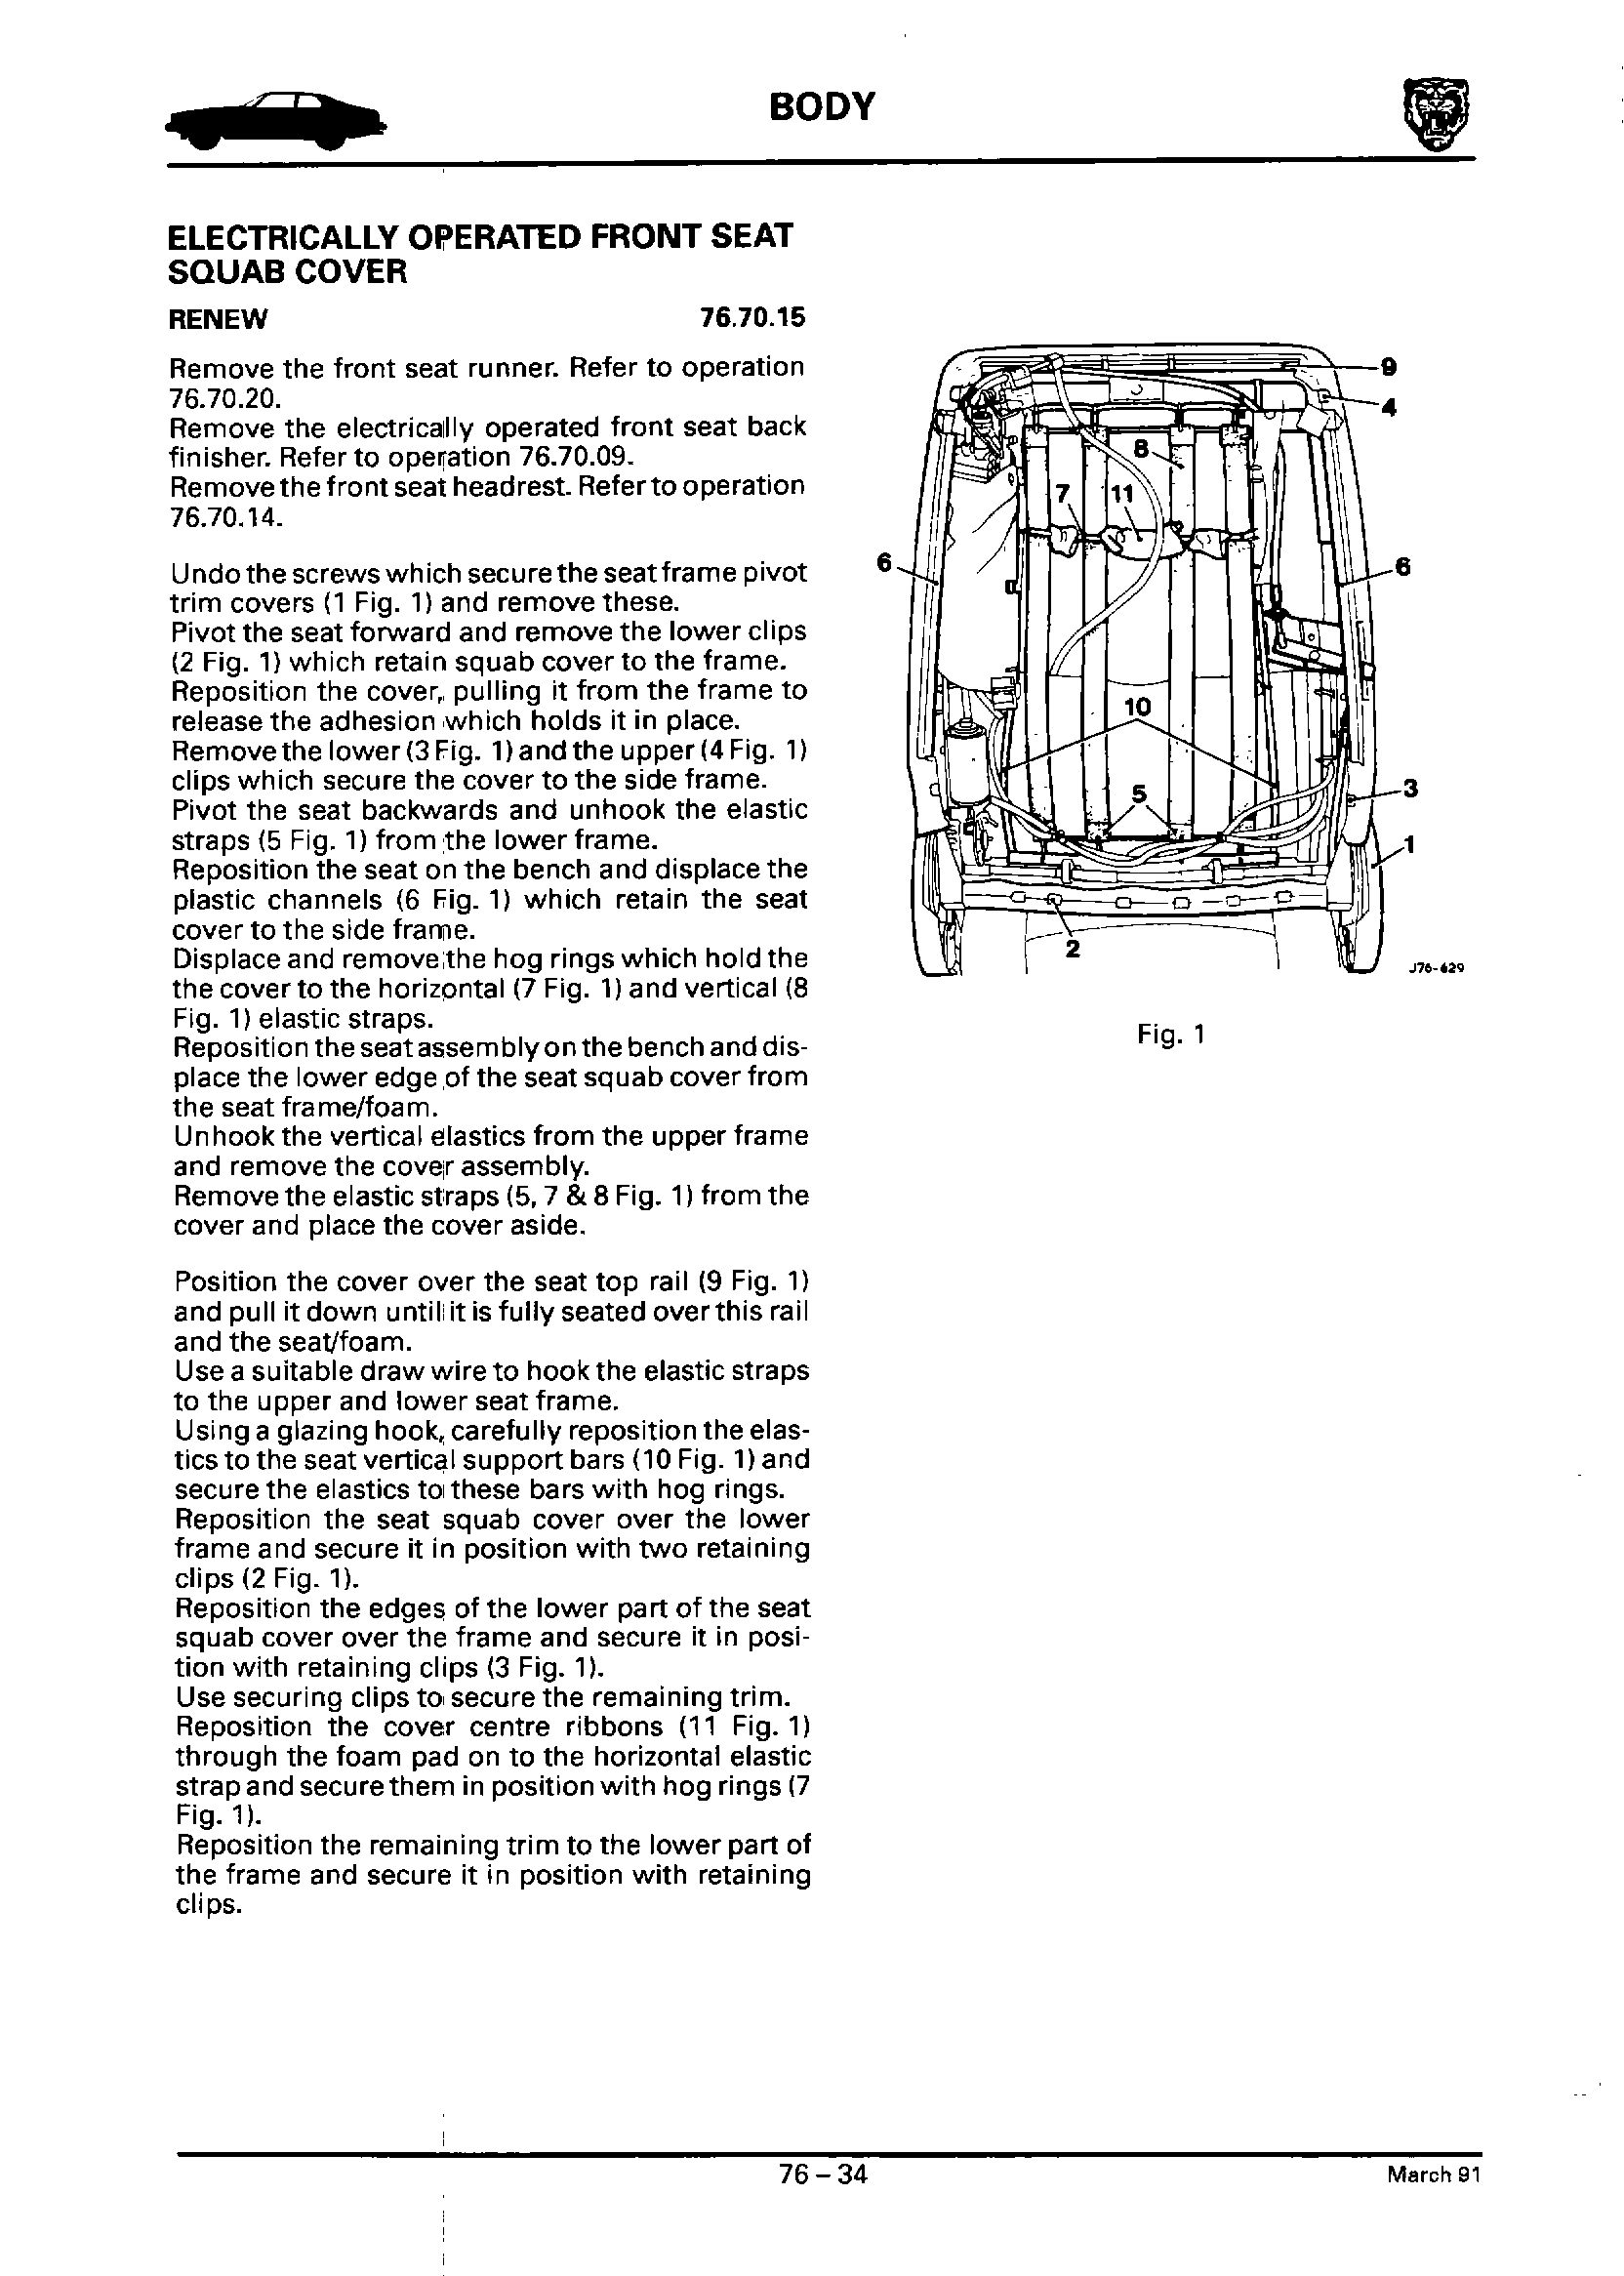 BODY
ELECTRICALLY OPERATED FRONT SEAT
SQUAB COVER
RENEW 76.70.15
Remove the front seat runner. Refer to operation
76.70.20.
Remove the electrically operated front seat back
finisher. Refer to operation 76.70.09.
Remove the front seat headrest. Refer to operation
76.70.14.
Undo the screws which secure the seat frame pivot
trim covers (1 Fig. 1) and remove these.
Pivot the seat forward and remove the lower clips
(2 Fig. 1) which retain squab cover to the frame.
Reposition the cover, pulling it from the frame to
release the adhesion which holds it in place.
Remove the lower (3 Fig. 1) and the upper (4 Fig. 1)
clips which secure the cover to the side frame.
Pivot the seat backwards and unhook the elastic
straps (5 Fig. 1) from the lower frame.
Reposition the seat on the bench and displace the
plastic channels (6 Fig. 1) which retain the seat
cover to the side frame.
Displace and remove the hog rings which hold the
the cover to the horizontal (7 Fig. 1) and vertical (8
Fig. 1) elastic straps.
Reposition the seat assembly on the bench and dis-
place the lower edge of the seat squab cover from
the seat frame/foam.
Unhook the vertical elastics from the upper frame
and remove the cover assembly.
Remove the elastic straps (5, 7 & 8 Fig. 1) from the
cover and place the cover aside.
Position the cover over the seat top rail (9 Fig. 1)
and pull it down until it is fully seated over this rail
and the seat/foam.
Use a suitable draw wire to hook the elastic straps
to the upper and lower seat frame.
Using a glazing hook, carefully reposition the elas-
tics to the seat vertical support bars (10 Fig. 1) and
secure the elastics to these bars with hog rings.
Reposition the seat squab cover over the lower
frame and secure it in position with two retaining
clips (2 Fig. 1).
Reposition the edges of the lower part of the seat
squab cover over the frame and secure it in posi-
tion with retaining clips (3 Fig. 1).
Use securing clips to secure the remaining trim.
Reposition the cover centre ribbons (11 Fig. 1)
through the foam pad on to the horizontal elastic
strap and secure them in position with hog rings (7
Fig. 1).
Reposition the remaining trim to the lower part of
the frame and secure it in position with retaining
clips.
9
4
8
7 11
6 6
10
5 3
1
2
J76-629
Fig. 1
76 – 34
March 91